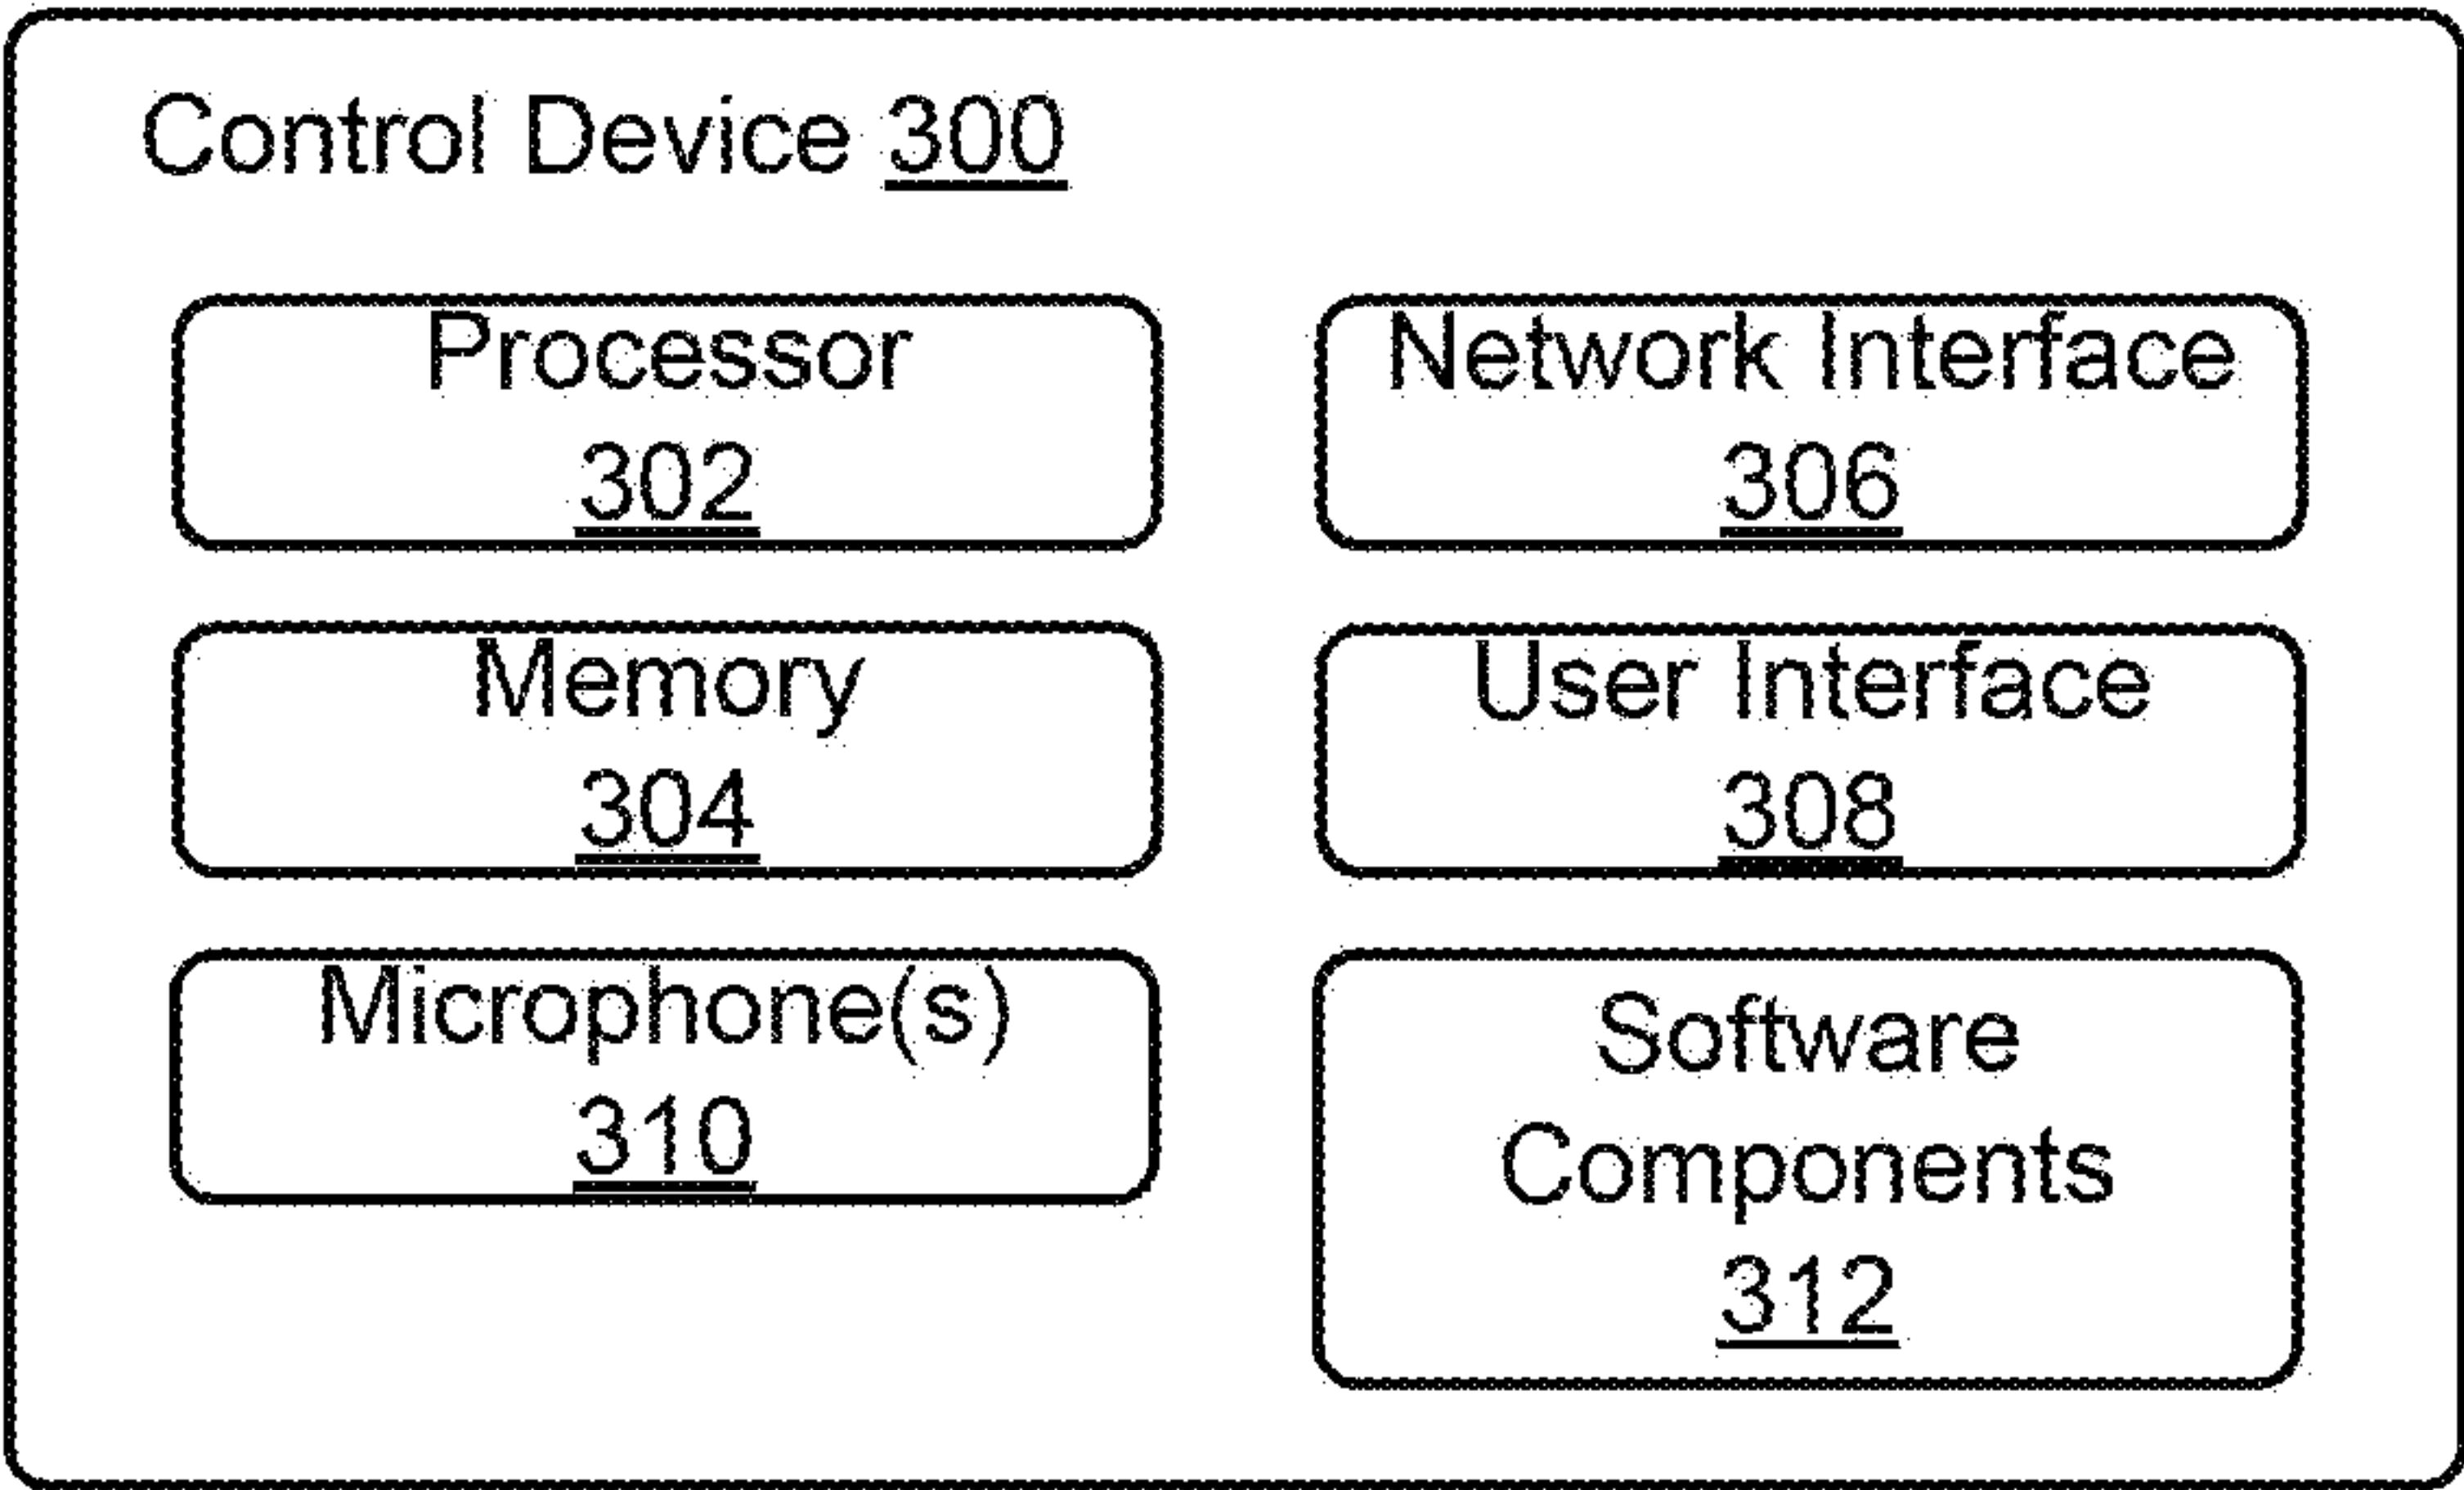 Control Device 300
Processor
302
Network Interface
306
Memory
304
User Interface
308
Microphone(s)
310
Software
Components
312